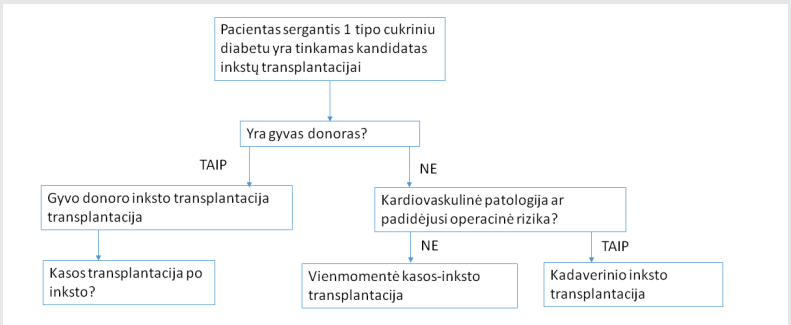 Pacientas sergantis 1 tipo cukriniu
diabetu yra tinkamas kandidatas
inkstų transplantacijai
Yra gyvas donoras?
TAIP
NE
Gyvo donoro inksto transplantacija
transplantacija
Kardiovaskulinė patologija ar
padidėjusi operacinė rizika?
NE
TAIP
Kasos transplantacija po
inksto?
Vienmomentė kasos-inksto
transplantacija
Kadaverinio inksto
transplantacija